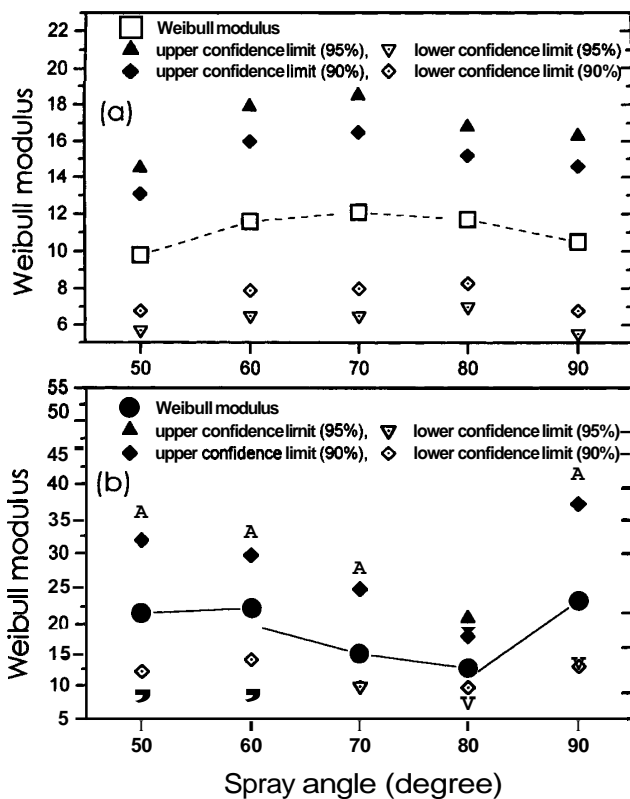 22
20
18
16
14
12
10
8
6
Weibull modulus
(a)
Weibull modulus
upper confidence limit (95%), lower confidence limit (95%)
upper confidence limit (90%), lower confidence limit (90%)
50 60 70 80 90
55
50
45
40
35
30
25
20
15
10
5
Weibull modulus
(b)
Weibull modulus
upper confidence lirnit (95%), lower confidence limit (95%)
upper confidence limit (90%), lower confidence limit (90%)
A A A A
V
50 60 70 80 90
Spray angle (degree)